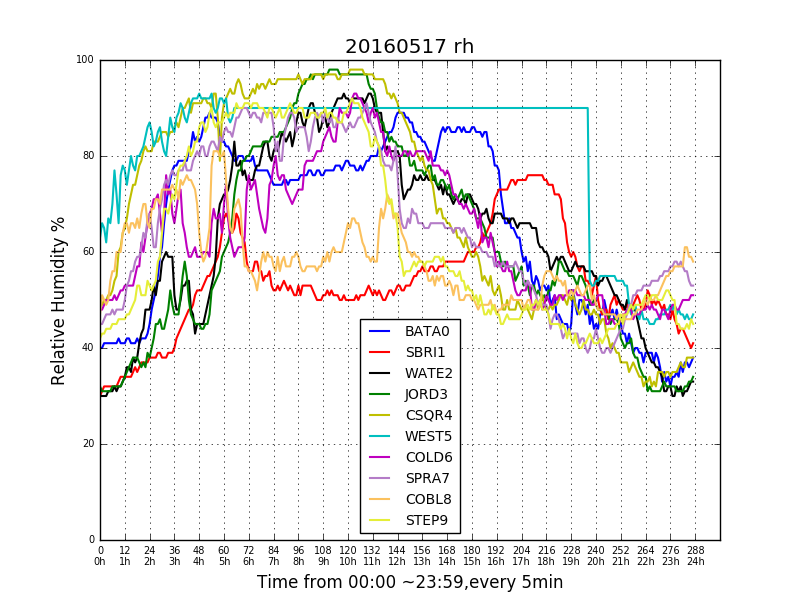 20160517 rh
Relative Humidity %
100
80
60
40
20
0
BATA0
SBRI1
WATE2
JORD3
CSQR4
WEST5
COLD6
SPRA7
COBL8
STEP9
0 12 24 36 48 60 72 84 96 108 120 132 144 156 168 180 192 204 216 228 240 252 264 276 288
0h 1h 2h 3h 4h 5h 6h 7h 8h 9h 10h 11h 12h 13h 14h 15h 16h 17h 18h 19h 20h 21h 22h 23h 24h
Time from 00:00 ~23:59,every 5min